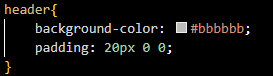 header{
    background-color: #bbbbbb;
    padding: 20px 0 0;
}